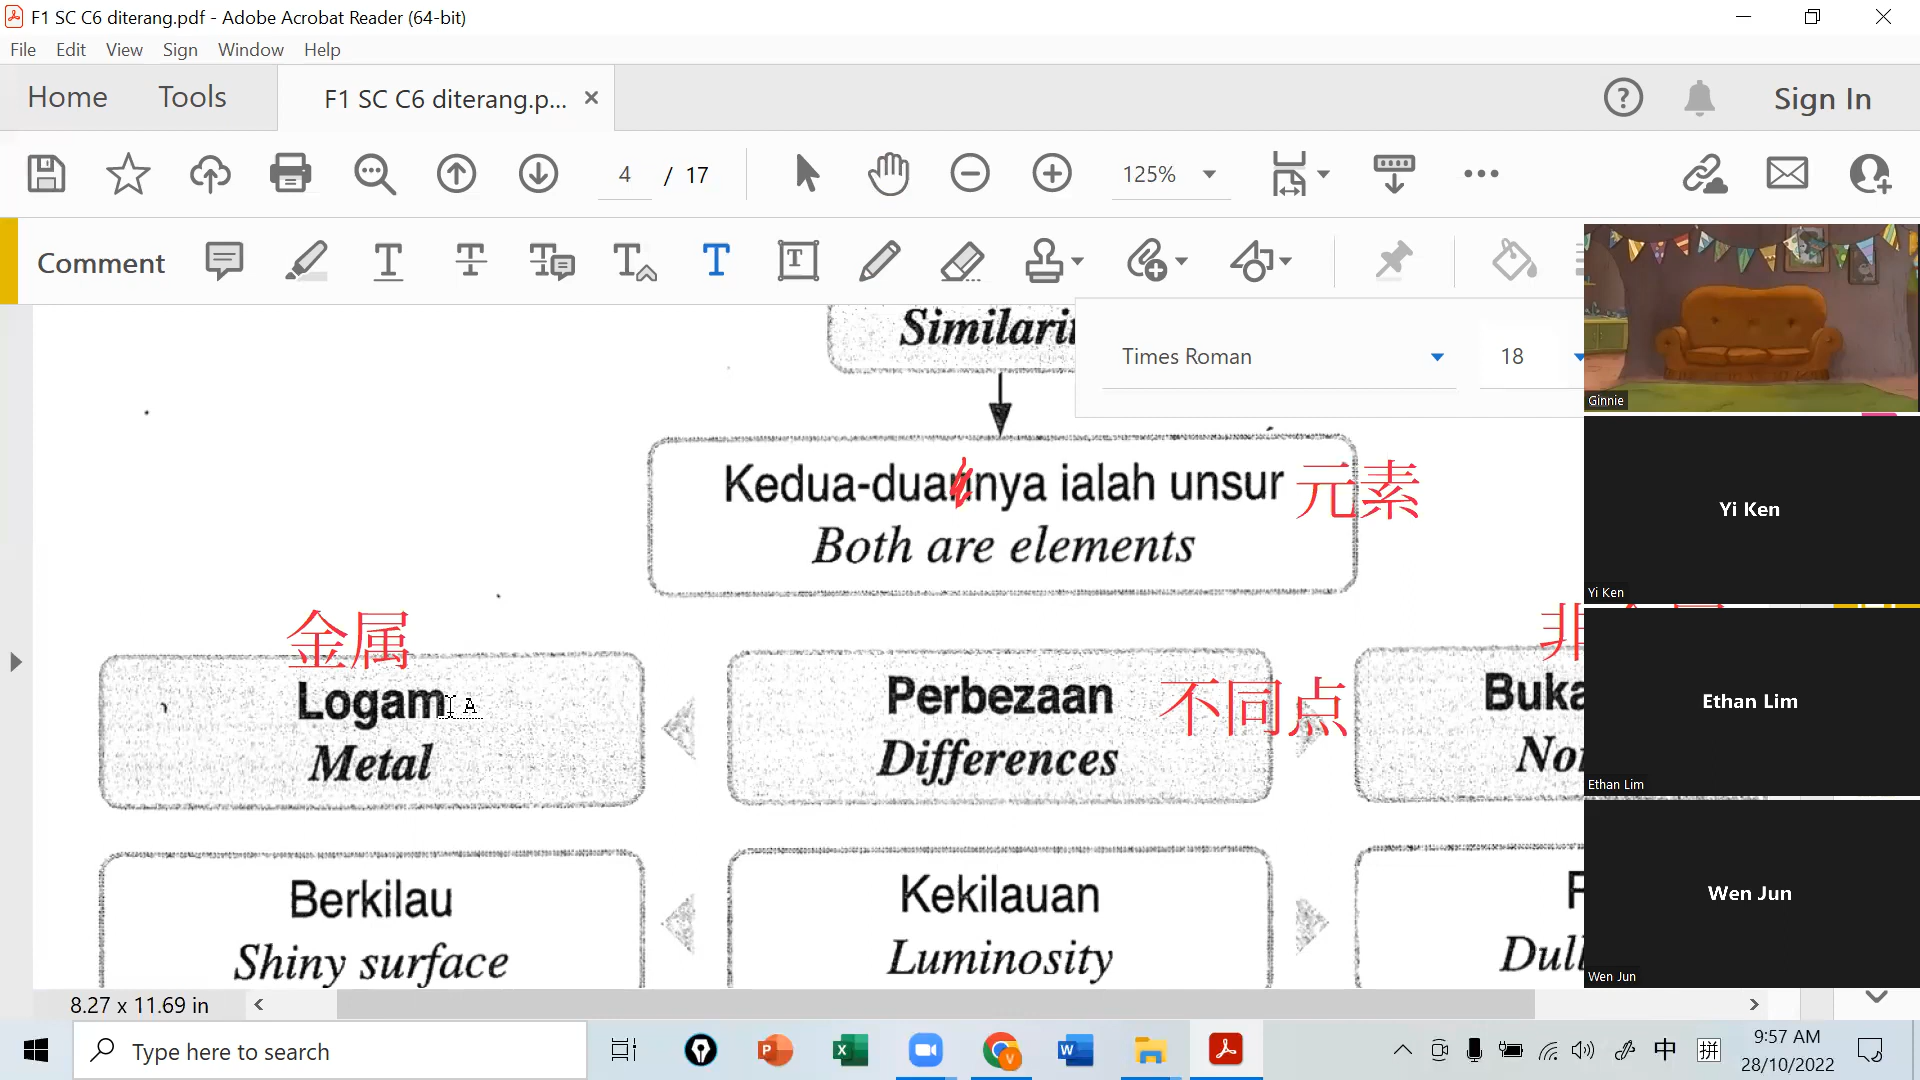 F1 SC C6 diterang.pdf - Adobe Acrobat Reader (64-bit)
File Edit View Sign Window Help
Home Tools F1 SC C6 diterang.p... Sign In
4 / 17 125%
Comment
Times Roman 18
Ginnie
Yi Ken
Yi Ken
Ethan Lim
Ethan Lim
Wen Jun
Wen Jun
Kedua-duanya ialah unsur 元素
Both are elements
金属
Logam
Metal
Perbezaan 不同点
Differences
Berkilau
Shiny surface
Kekilauan
Luminosity
8.27 x 11.69 in
Type here to search
中 拼 9:57 AM
28/10/2022